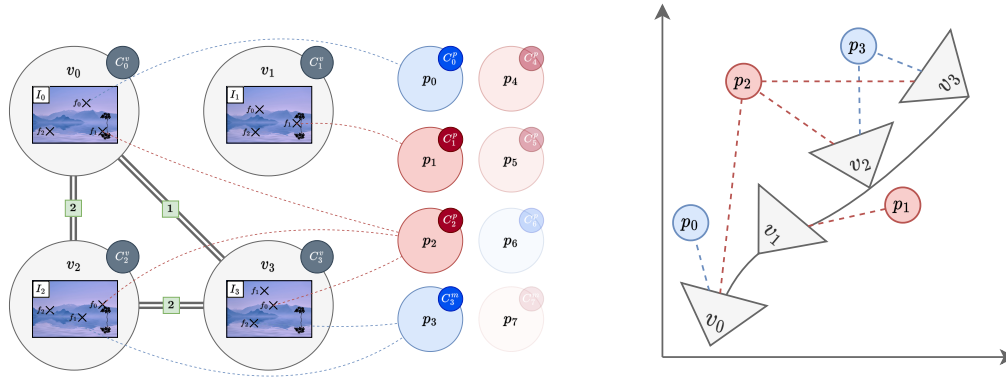 v₀ C₀ᵛ
I₀ f₀ f₁ f₂
v₁ C₁ᵛ
I₁ f₀ f₁ f₂
p₀ C₀ᵖ
p₄ C₄ᵖ
p₁ C₁ᵖ
p₅ C₅ᵖ
2
1
p₂ C₂ᵖ
p₆
v₂ C₂ᵛ
I₂ f₀ f₁ f₂
2
v₃ C₃ᵛ
I₃ f₁ f₀ f₂
p₃ C₃ᵐ
p₇
p₃
p₂
v₃
v₂
p₁
p₀
v₁
v₀